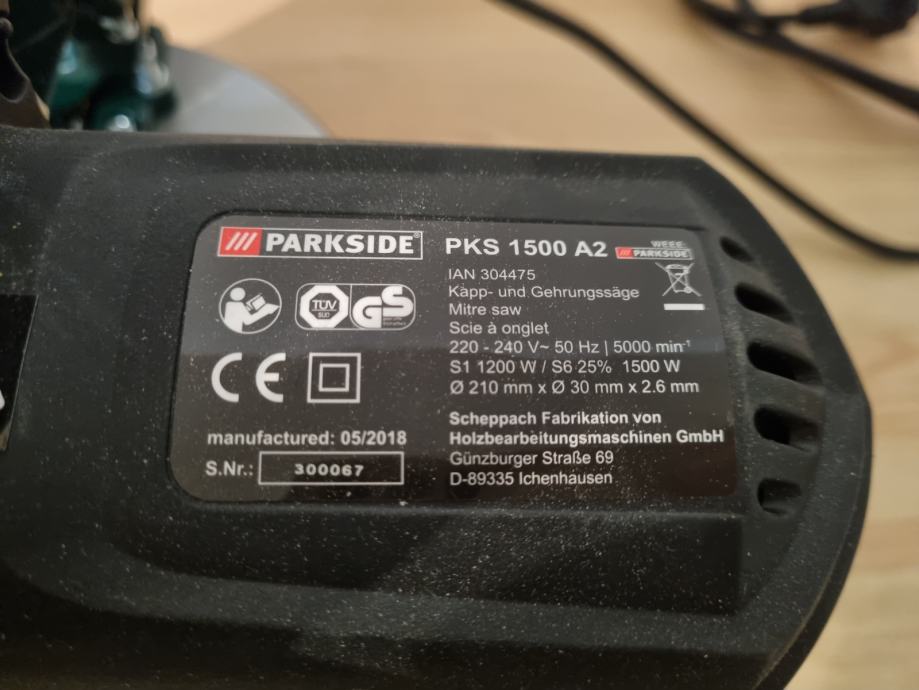 PARKSIDE®
PKS 1500 A2
WEEE-
PARKSIDE
IAN 304475
Kapp- und Gehrungssäge
Mitre saw
Scie à onglet
220 - 240 V~ 50 Hz | 5000 min-¹
S1 1200 W / S6 25% 1500 W
Ø 210 mm x Ø 30 mm x 2.6 mm
TÜV
SÜD
GS
CE
manufactured: 05/2018
S.Nr.: 300067
Scheppach Fabrikation von
Holzbearbeitungsmaschinen GmbH
Günzburger Straße 69
D-89335 Ichenhausen